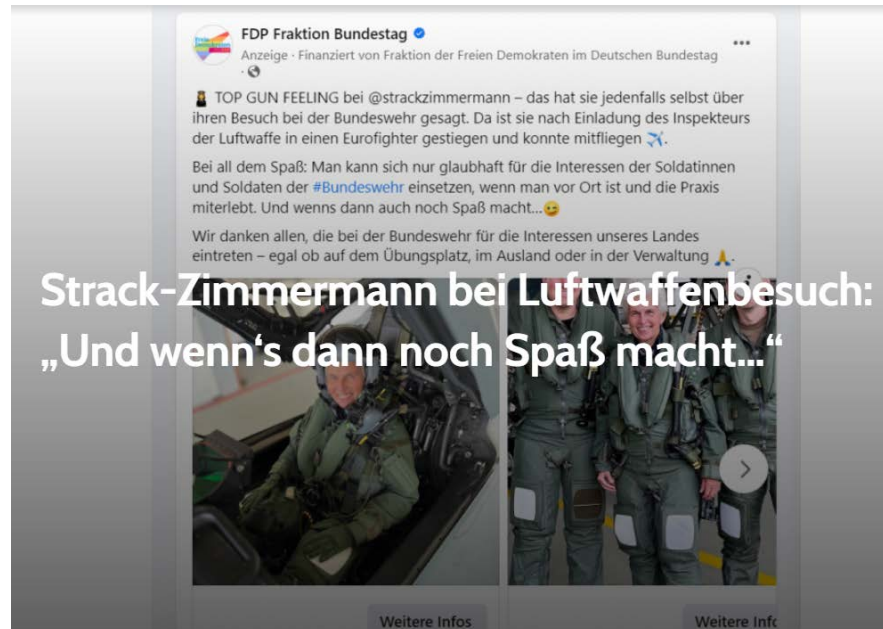 FDP Fraktion Bundestag
Anzeige · Finanziert von Fraktion der Freien Demokraten im Deutschen Bundestag
·
TOP GUN FEELING bei @strackzimmermann – das hat sie jedenfalls selbst über
ihren Besuch bei der Bundeswehr gesagt. Da ist sie nach Einladung des Inspekteurs
der Luftwaffe in einen Eurofighter gestiegen und konnte mitfliegen ✈️.
Bei all dem Spaß: Man kann sich nur glaubhaft für die Interessen der Soldatinnen
und Soldaten der #Bundeswehr einsetzen, wenn man vor Ort ist und die Praxis
miterlebt. Und wenns dann auch noch Spaß macht...😉
Wir danken allen, die bei der Bundeswehr für die Interessen unseres Landes
eintreten – egal ob auf dem Übungsplatz, im Ausland oder in der Verwaltung 🙏.
Strack-Zimmermann bei Luftwaffenbesuch:
„Und wenn‘s dann noch Spaß macht...“
Weitere Infos
Weitere Info